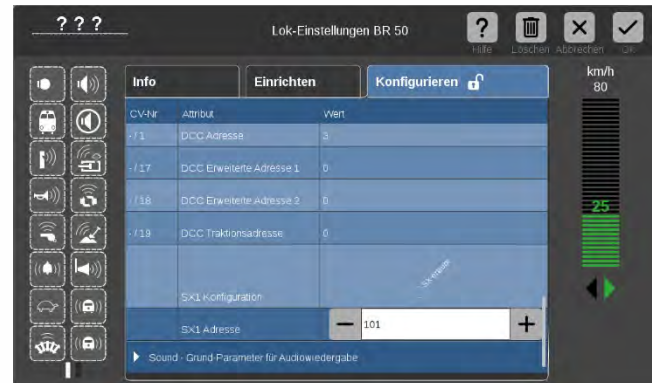 ? ? ?
Lok-Einstellungen BR 50
?
Hilfe
Löschen
Abbrechen
OK
Info
Einrichten
Konfigurieren
km/h
80
CV-Nr Attribut Wert
- / 1 DCC Adresse 3
- / 17 DCC Erweiterte Adresse 1 0
- / 18 DCC Erweiterte Adresse 2 0
- / 19 DCC Traktionsadresse 0
25
SX1 Konfiguration
SX1 Adresse − 101 +
Sound - Grund-Parameter für Audiowiedergabe